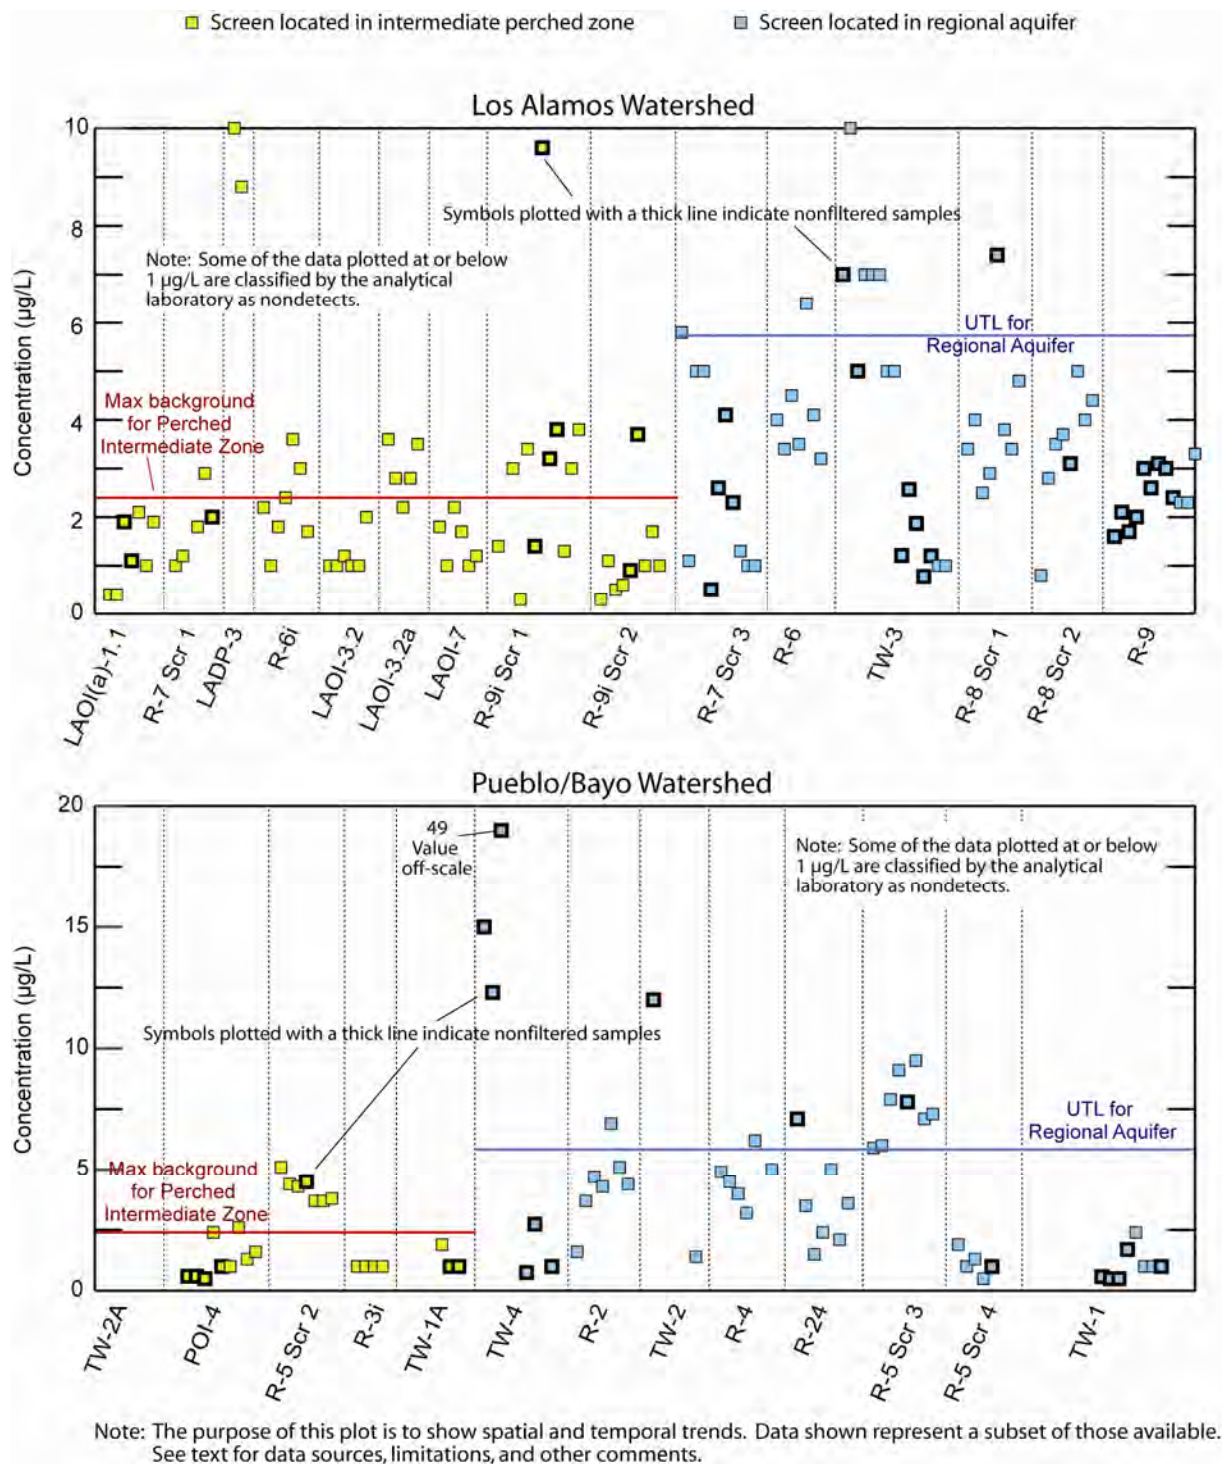 Screen located in intermediate perched zone
Screen located in regional aquifer
Los Alamos Watershed
10
8
6
4
2
0
Concentration (µg/L)
Symbols plotted with a thick line indicate nonfiltered samples
Note: Some of the data plotted at or below
1 µg/L are classified by the analytical
laboratory as nondetects.
UTL for
Regional Aquifer
Max background
for Perched
Intermediate Zone
LAOI(a)-1.1
R-7 Scr 1
LADP-3
R-6i
LAOI-3.2
LAOI-3.2a
LAOI-7
R-9i Scr 1
R-9i Scr 2
R-7 Scr 3
R-6
TW-3
R-8 Scr 1
R-8 Scr 2
R-9
Pueblo/Bayo Watershed
20
15
10
5
0
Concentration (µg/L)
49
Value
off-scale
Note: Some of the data plotted at or below
1 µg/L are classified by the analytical
laboratory as nondetects.
Symbols plotted with a thick line indicate nonfiltered samples
UTL for
Regional Aquifer
Max background
for Perched
Intermediate Zone
TW-2A
POI-4
R-5 Scr 2
R-3i
TW-1A
TW-4
R-2
TW-2
R-4
R-24
R-5 Scr 3
R-5 Scr 4
TW-1
Note: The purpose of this plot is to show spatial and temporal trends. Data shown represent a subset of those available.
See text for data sources, limitations, and other comments.